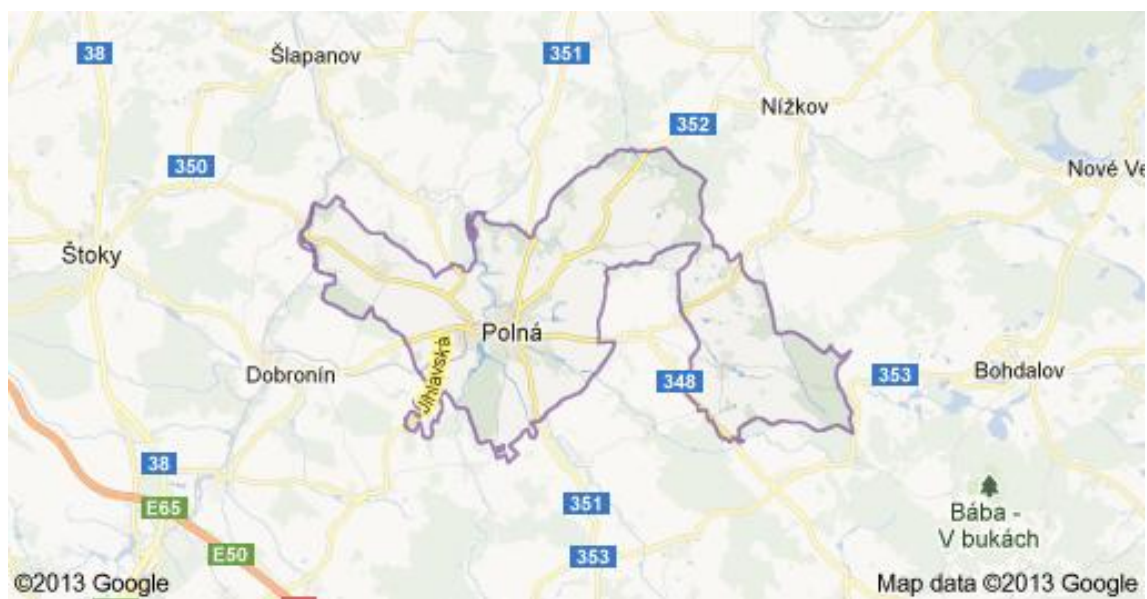 38
Šlapanov
351
Nížkov
352
350
Nové Ve
Štoky
Polná
Jihlavská
Dobronín
348
353
Bohdalov
38
E65
351
Bába -
V bukách
E50
353
©2013 Google
Map data ©2013 Google